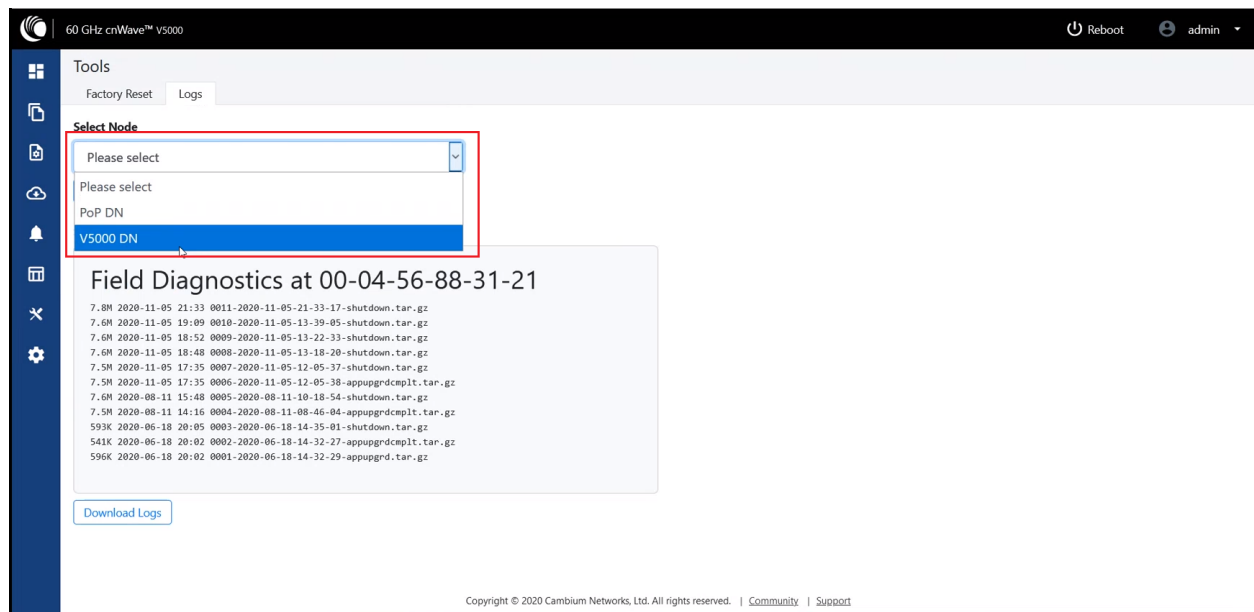 60 GHz cnWave™ V5000
Reboot
admin
Tools
Factory Reset
Logs
Select Node
Please select
Please select
PoP DN
V5000 DN
Field Diagnostics at 00-04-56-88-31-21
7.8M 2020-11-05 21:33 0011-2020-11-05-21-33-17-shutdown.tar.gz
7.6M 2020-11-05 19:09 0010-2020-11-05-13-39-05-shutdown.tar.gz
7.6M 2020-11-05 18:52 0009-2020-11-05-13-22-33-shutdown.tar.gz
7.6M 2020-11-05 18:48 0008-2020-11-05-13-18-20-shutdown.tar.gz
7.5M 2020-11-05 17:35 0007-2020-11-05-12-05-37-shutdown.tar.gz
7.5M 2020-11-05 17:35 0006-2020-11-05-12-05-38-appupgrdcmplt.tar.gz
7.6M 2020-08-11 15:48 0005-2020-08-11-10-18-54-shutdown.tar.gz
7.5M 2020-08-11 14:16 0004-2020-08-11-08-46-04-appupgrdcmplt.tar.gz
593K 2020-06-18 20:05 0003-2020-06-18-14-35-01-shutdown.tar.gz
541K 2020-06-18 20:02 0002-2020-06-18-14-32-27-appupgrdcmplt.tar.gz
596K 2020-06-18 20:02 0001-2020-06-18-14-32-29-appupgrd.tar.gz
Download Logs
Copyright © 2020 Cambium Networks, Ltd. All rights reserved. | Community | Support